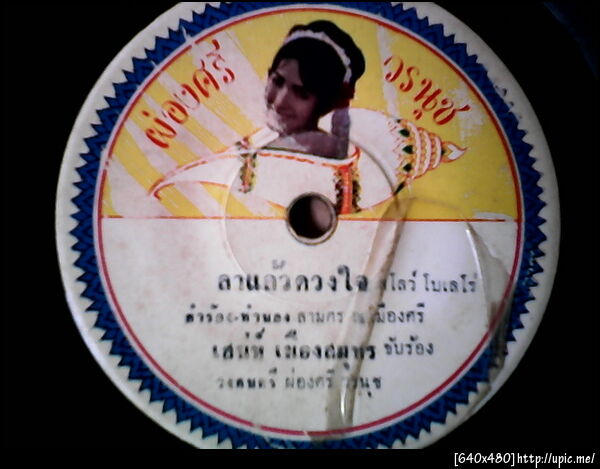 ผ่องศรี วรนุช
ลาแก้วดวงใจ สโลว์ โบเลโร่
คำร้อง-ทำนอง ลานคร ณ เมืองศรี
เสน่ห์ เมืองสมุทร ขับร้อง
วงดนตรี ผ่องศรี วรนุช
[640x480]http://upic.me/